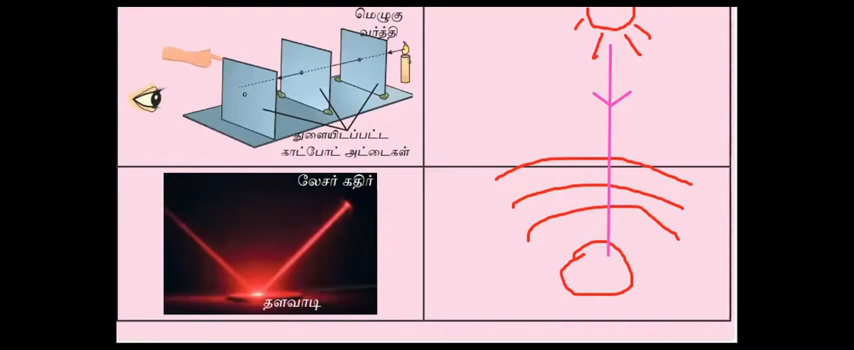 மெழுகு
வர்த்தி
துளையிடப்பட்ட
காட்போட் அட்டைகள்
லேசர் கதிர்
தளவாடி